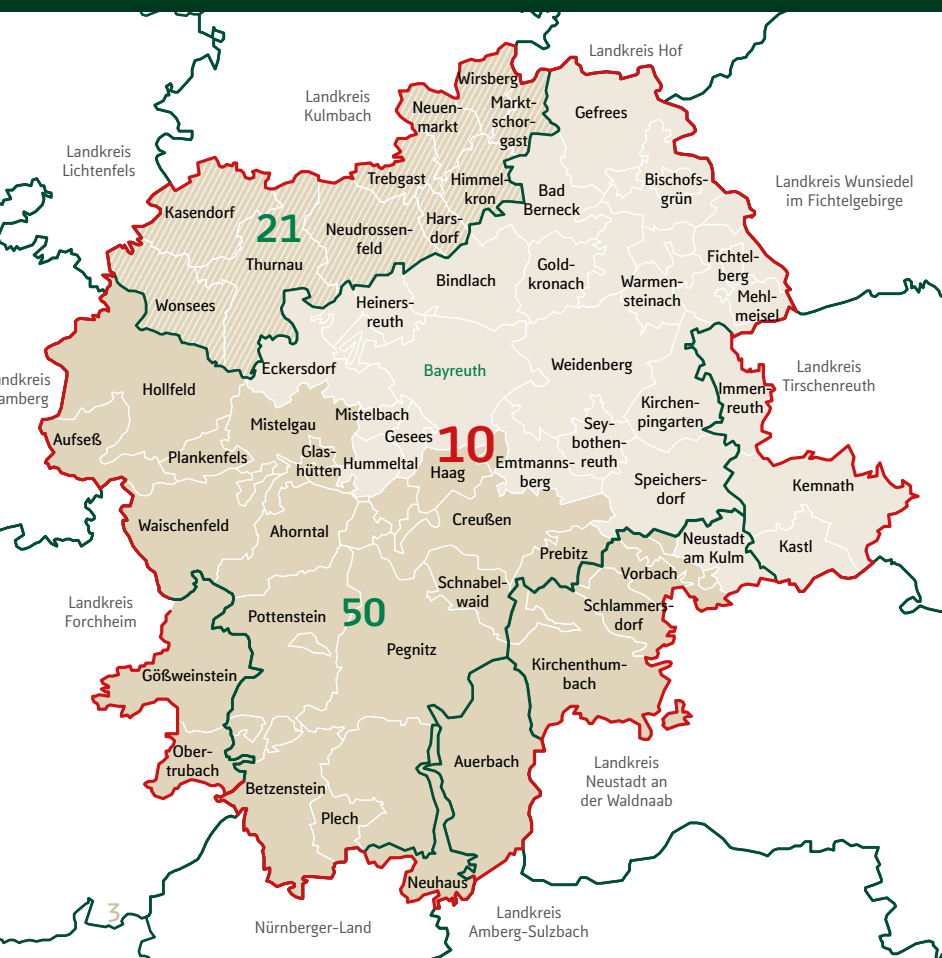 Landkreis Hof
Wirsberg
Landkreis
Kulmbach
Neuen-
markt
Markt-
schor-
gast
Gefrees
Landkreis
Lichtenfels
Trebgast
Himmel-
kron
Bad
Berneck
Bischofs-
grün
Landkreis Wunsiedel
im Fichtelgebirge
Kasendorf
21
Neudrossen-
feld
Hars-
dorf
Thurnau
Bindlach
Gold-
kronach
Warmen-
steinach
Fichtel-
berg
Mehl-
meisel
Wonsees
Heiners-
reuth
Eckersdorf
Bayreuth
Weidenberg
Landkreis
Tirschenreuth
ndkreis
amberg
Hollfeld
Immen-
reuth
Kirchen-
pingarten
Aufseß
Mistelgau
Mistelbach
Gesees
10
Sey-
bothen-
reuth
Plankenfels
Glas-
hütten
Hummeltal
Haag
Emtmanns-
berg
Speichers-
dorf
Kemnath
Waischenfeld
Ahorntal
Creußen
Neustadt
am Kulm
Kastl
Prebitz
Vorbach
Landkreis
Forchheim
Pottenstein
50
Schnabel-
waid
Schlammers-
dorf
Pegnitz
Gößweinstein
Kirchenthum-
bach
Ober-
trubach
Auerbach
Landkreis
Neustadt an
der Waldnaab
Betzenstein
Plech
Neuhaus
3
Nürnberger-Land
Landkreis
Amberg-Sulzbach